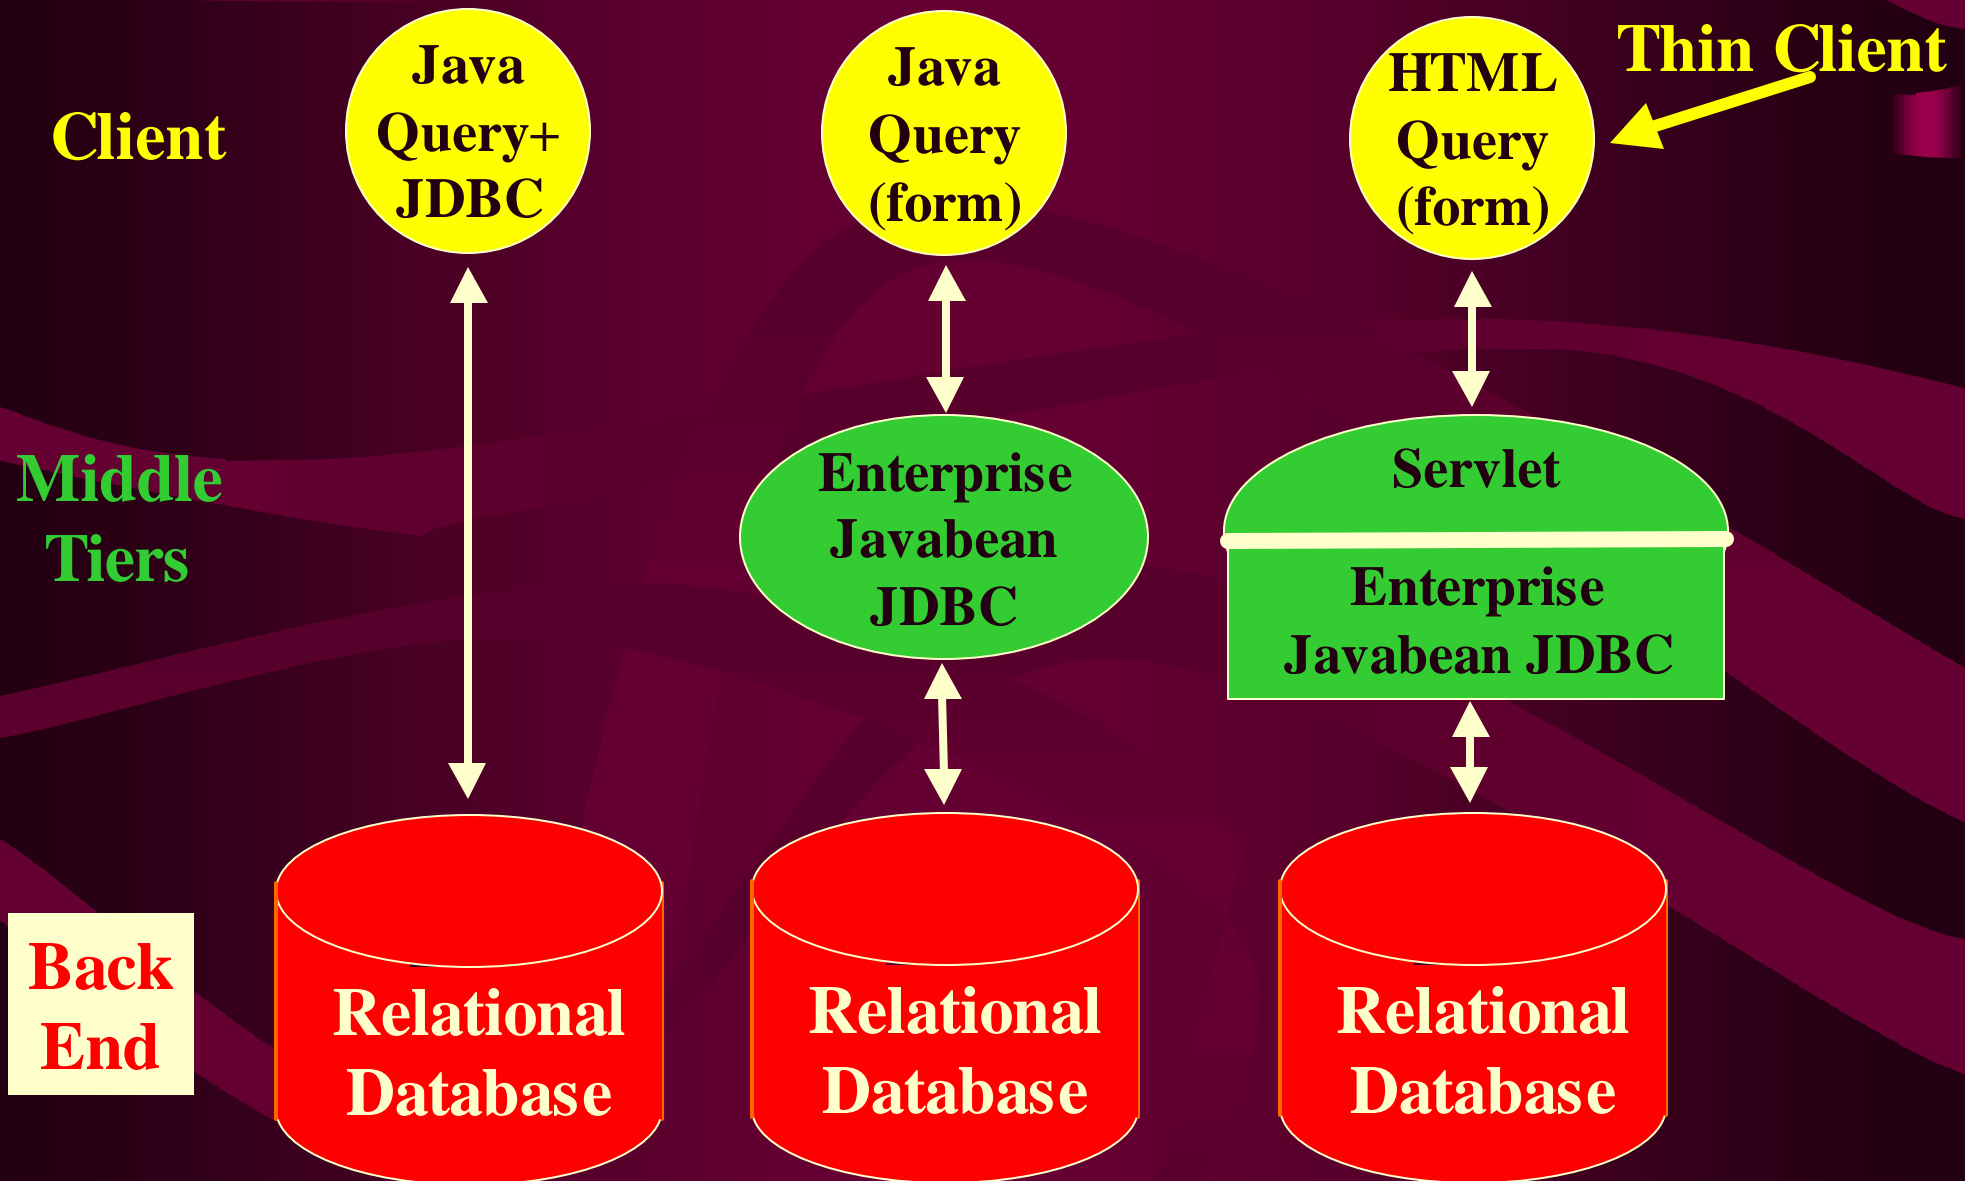 Client
Java
Query+
JDBC
Java
Query
(form)
HTML
Query
(form)
Thin Client
Middle
Tiers
Enterprise
Javabean
JDBC
Servlet
Enterprise
Javabean JDBC
Back
End
Relational
Database
Relational
Database
Relational
Database